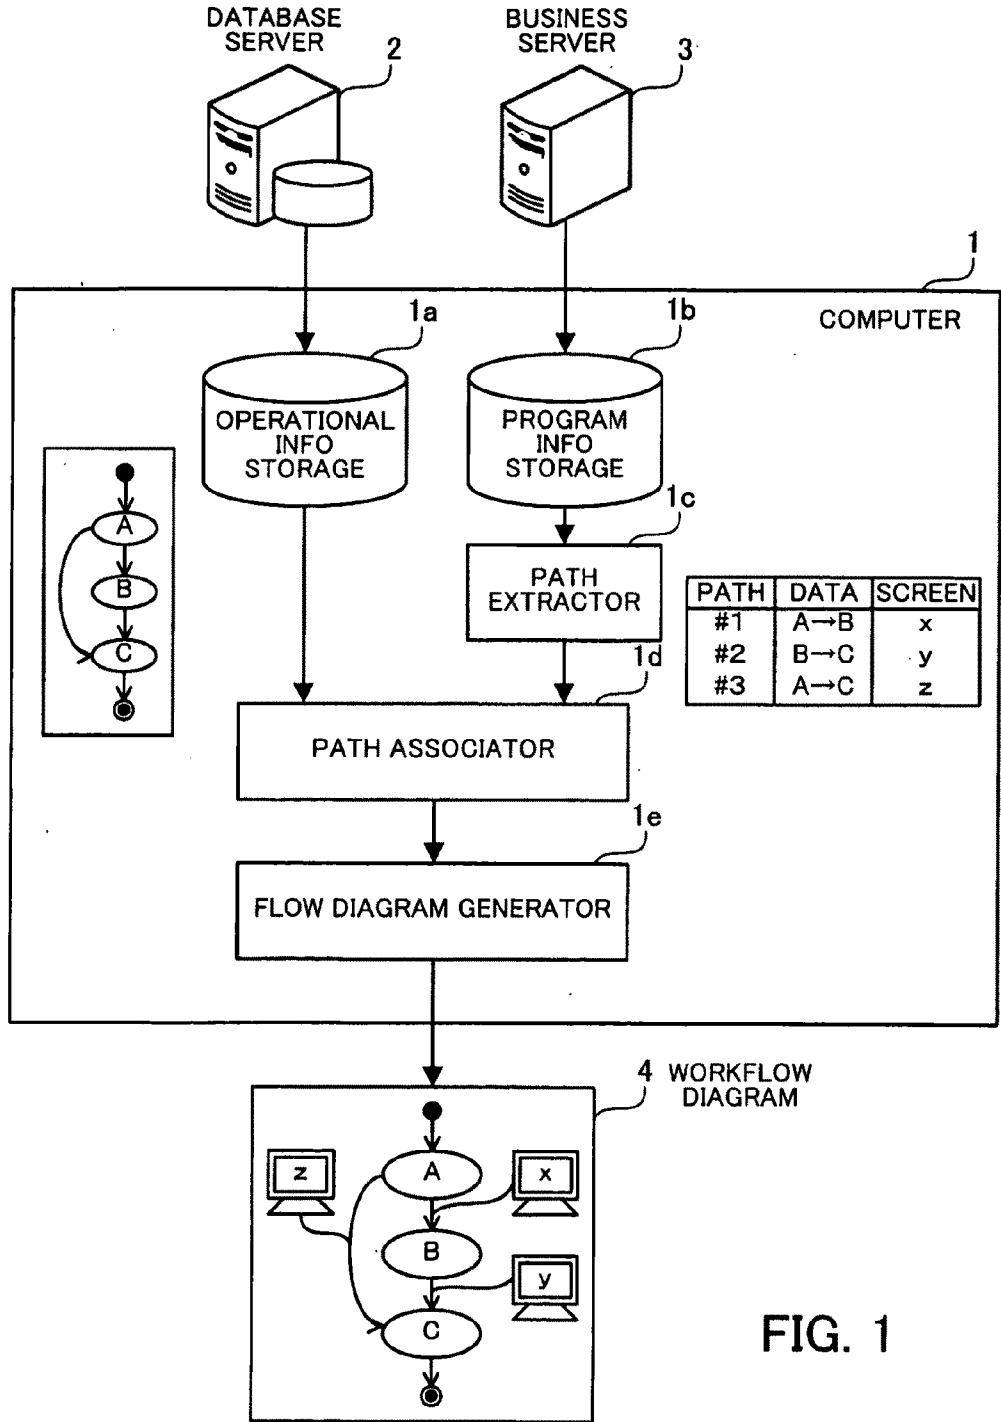 DATABASE
SERVER
2
BUSINESS
SERVER
3
1
COMPUTER
1a
OPERATIONAL
INFO
STORAGE
1b
PROGRAM
INFO
STORAGE
A
B
C
1c
PATH
EXTRACTOR
PATH DATA SCREEN
#1 A→B x
#2 B→C y
#3 A→C z
1d
PATH ASSOCIATOR
1e
FLOW DIAGRAM GENERATOR
4 WORKFLOW
DIAGRAM
z
A
x
B
y
C
FIG. 1